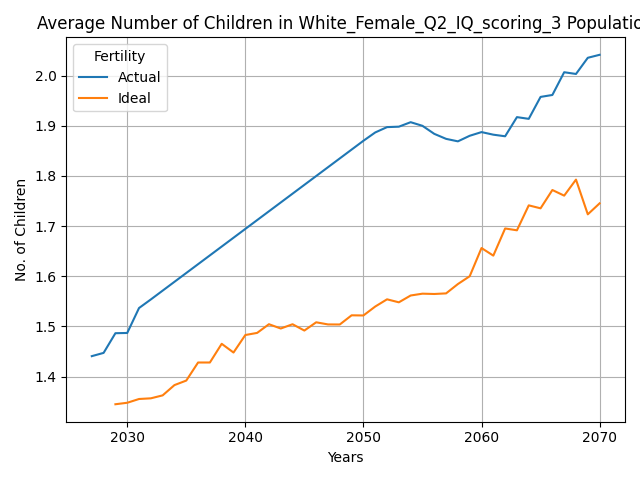 Average Number of Children in White_Female_Q2_IQ_scoring_3 Populatio
Fertility
Actual
Ideal
No. of Children
2.0
1.9
1.8
1.7
1.6
1.5
1.4
2030 2040 2050 2060 2070
Years